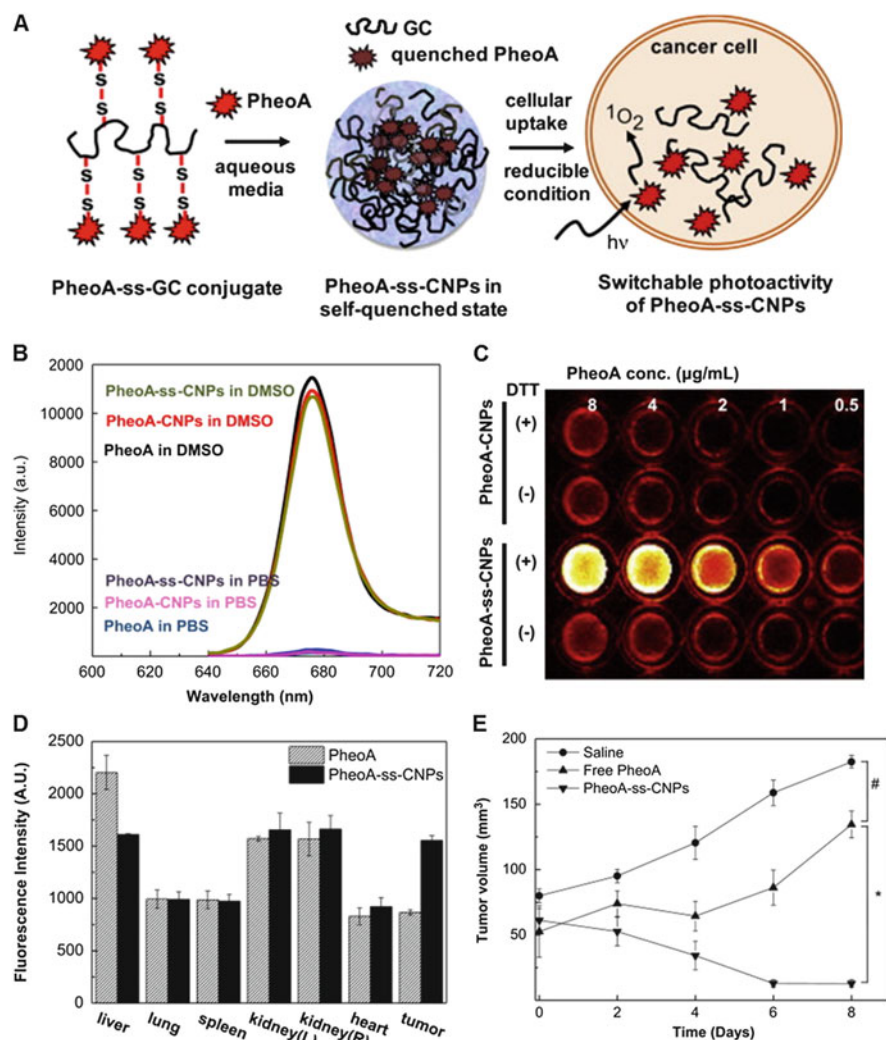 A
S
S
S
S
S
S
S
S
S
S
PheoA
aqueous
media
GC
quenched PheoA
cellular
uptake
reducible
condition
cancer cell
¹O₂
hν
PheoA-ss-GC conjugate
PheoA-ss-CNPs in
self-quenched state
Switchable photoactivity
of PheoA-ss-CNPs
B
Intensity (a.u.)
2000
10000
8000
6000
4000
2000
PheoA-ss-CNPs in DMSO
PheoA-CNPs in DMSO
PheoA in DMSO
PheoA-ss-CNPs in PBS
PheoA-CNPs in PBS
PheoA in PBS
600 620 640 660 680 700 720
Wavelength (nm)
C
PheoA conc. (µg/mL)
DTT
8 4 2 1 0.5
PheoA-CNPs
(+)
(-)
PheoA-ss-CNPs
(+)
(-)
D
Fluorescence Intensity (A.U.)
2500
2000
1500
1000
500
0
PheoA
PheoA-ss-CNPs
liver lung spleen kidney(L) kidney(R) heart tumor
E
Tumor volume (mm³)
200
150
100
50
Saline
Free PheoA
PheoA-ss-CNPs
#
*
0 2 4 6 8
Time (Days)